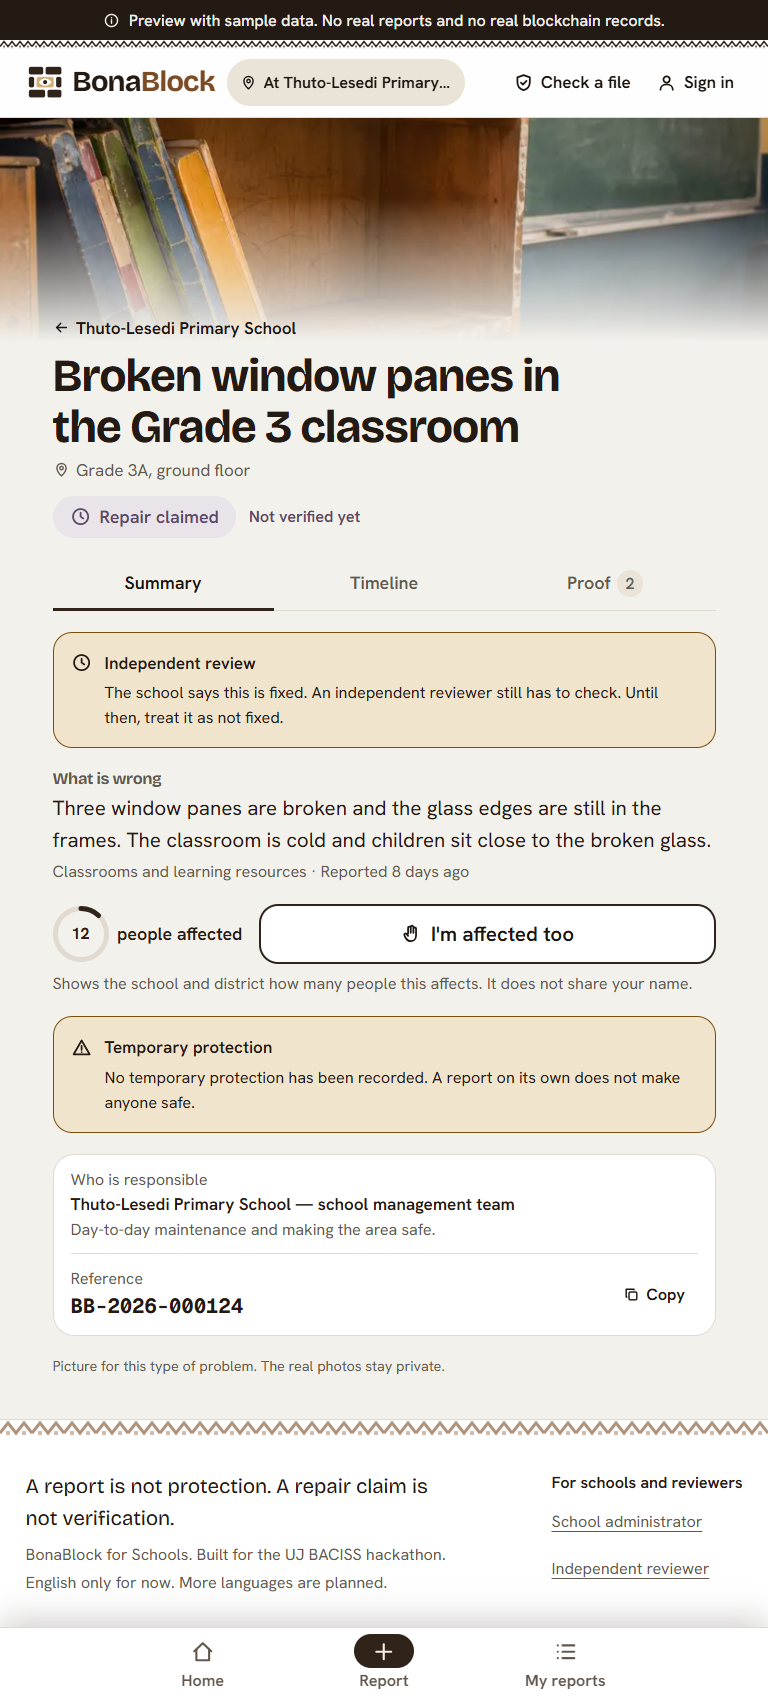 Preview with sample data. No real reports and no real blockchain records.
BonaBlock
At Thuto-Lesedi Primary...
Check a file
Sign in
Thuto-Lesedi Primary School
Broken window panes in
the Grade 3 classroom
Grade 3A, ground floor
Repair claimed
Not verified yet
Summary
Timeline
Proof 2
Independent review
The school says this is fixed. An independent reviewer still has to check. Until
then, treat it as not fixed.
What is wrong
Three window panes are broken and the glass edges are still in the
frames. The classroom is cold and children sit close to the broken glass.
Classrooms and learning resources · Reported 8 days ago
12 people affected
I'm affected too
Shows the school and district how many people this affects. It does not share your name.
Temporary protection
No temporary protection has been recorded. A report on its own does not make
anyone safe.
Who is responsible
Thuto-Lesedi Primary School — school management team
Day-to-day maintenance and making the area safe.
Reference
BB-2026-000124
Copy
Picture for this type of problem. The real photos stay private.
A report is not protection. A repair claim is
not verification.
BonaBlock for Schools. Built for the UJ BACISS hackathon.
English only for now. More languages are planned.
For schools and reviewers
School administrator
Independent reviewer
Home
Report
My reports